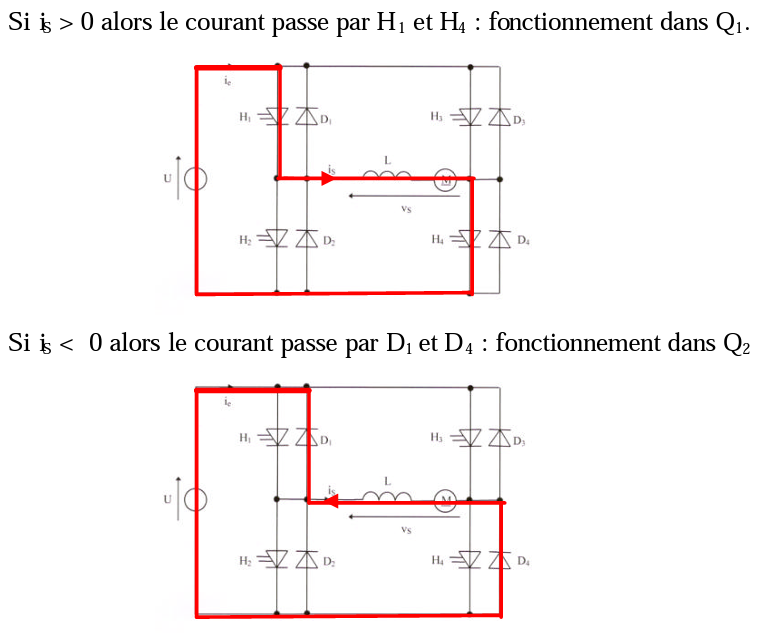 Si is > 0 alors le courant passe par H1 et H4 : fonctionnement dans Q1.
ie
H1
D1
H3
D3
U
is
L
M
vs
H2
D2
H4
D4
Si is < 0 alors le courant passe par D1 et D4 : fonctionnement dans Q2
ie
H1
D1
H3
D3
U
is
L
M
vs
H2
D2
H4
D4